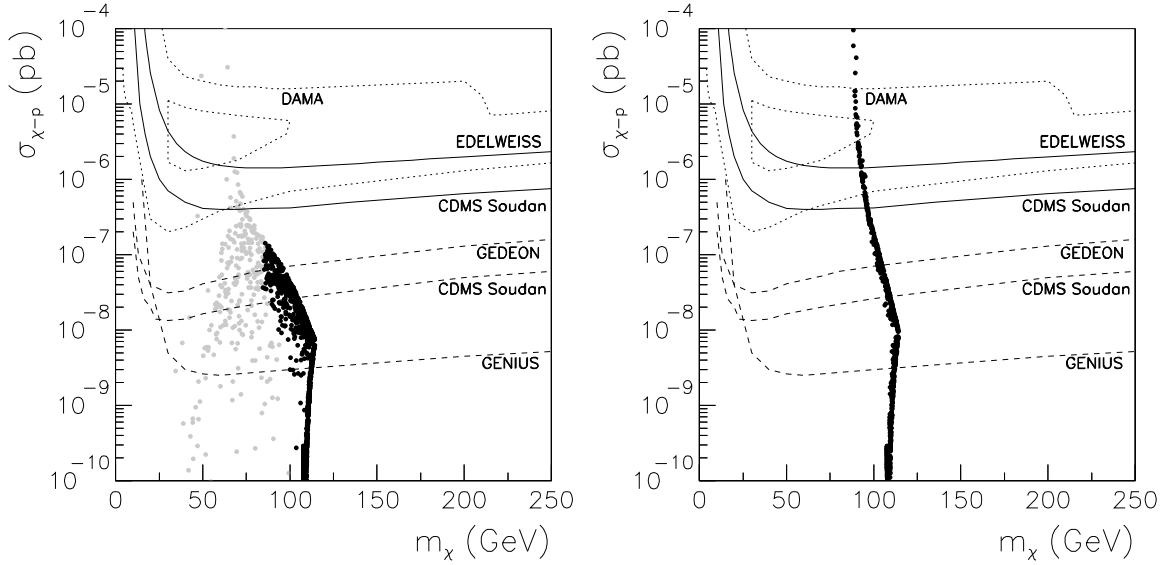 10^-4
10^-5
10^-6
10^-7
10^-8
10^-9
10^-10
σ_χ-p (pb)
DAMA
EDELWEISS
CDMS Soudan
GEDEON
CDMS Soudan
GENIUS
0 50 100 150 200 250
m_χ (GeV)
10^-4
10^-5
10^-6
10^-7
10^-8
10^-9
10^-10
σ_χ-p (pb)
DAMA
EDELWEISS
CDMS Soudan
GEDEON
CDMS Soudan
GENIUS
0 50 100 150 200 250
m_χ (GeV)